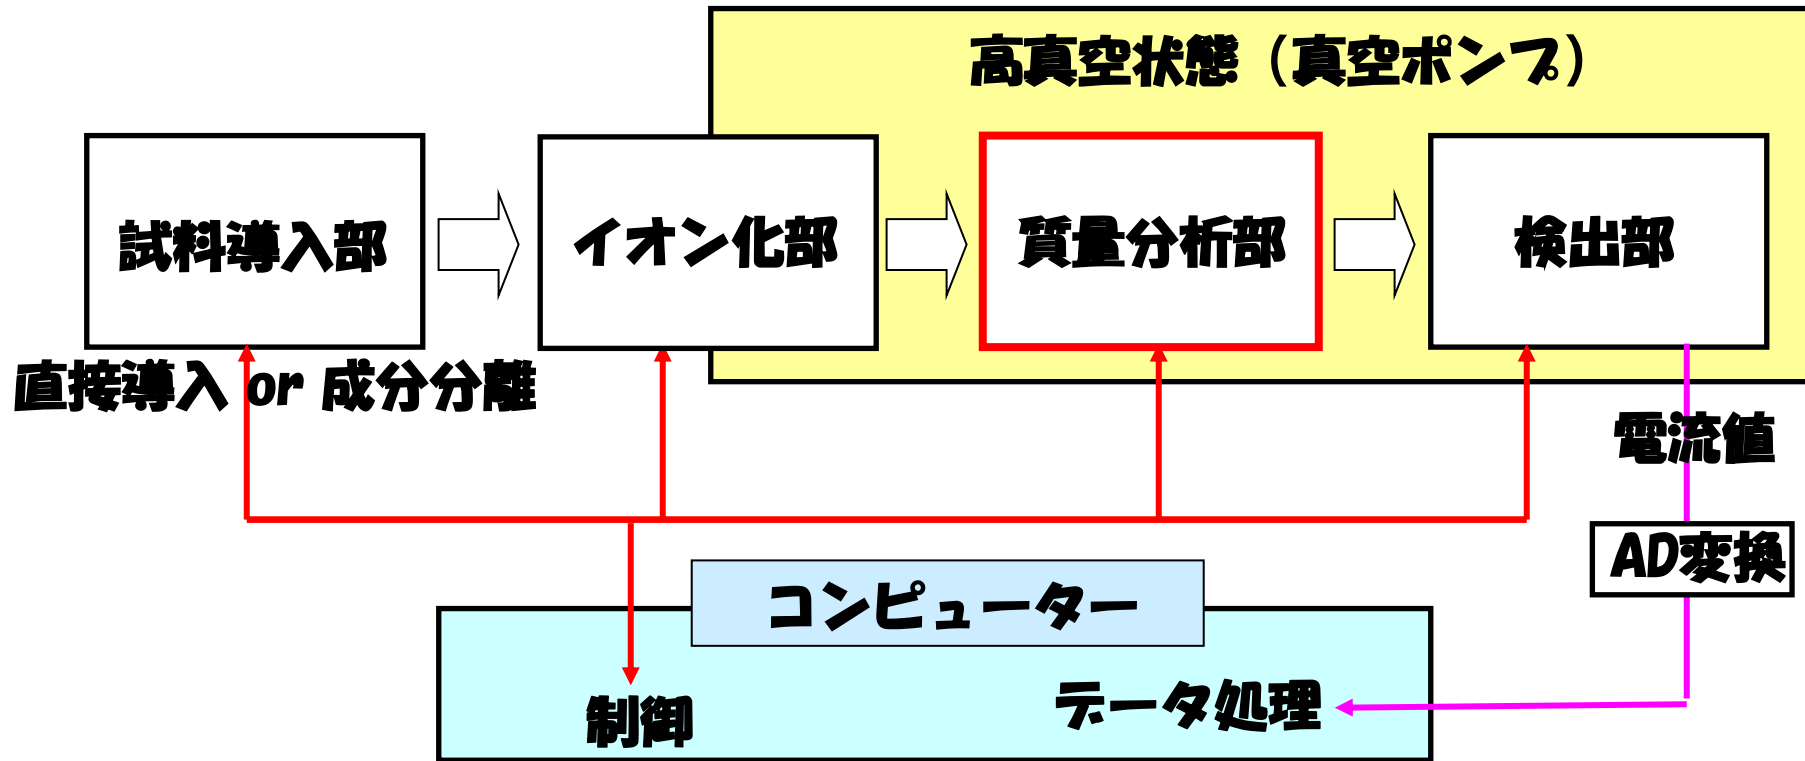 高真空状態（真空ポンプ）
試料導入部
イオン化部
質量分析部
検出部
直接導入 or 成分分離
電流値
AD変換
コンピューター
制御
データ処理